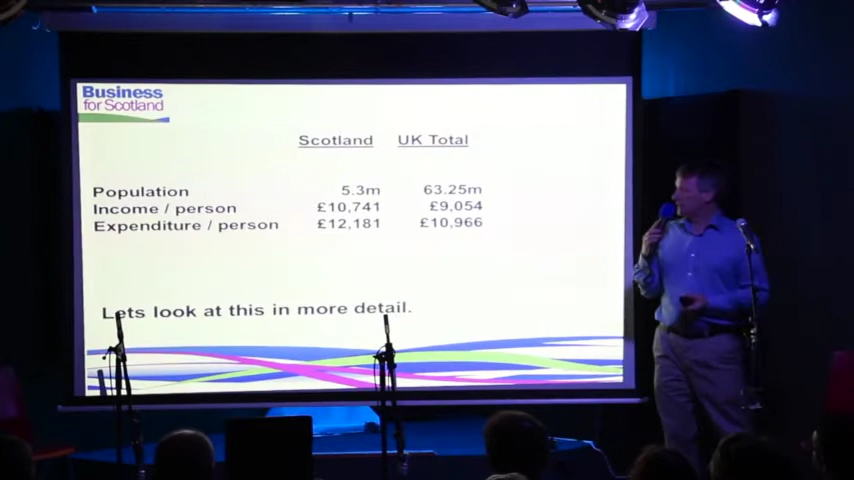 Business
for Scotland
Scotland UK Total
Population 5.3m 63.25m
Income / person £10,741 £9,054
Expenditure / person £12,181 £10,966
Lets look at this in more detail.